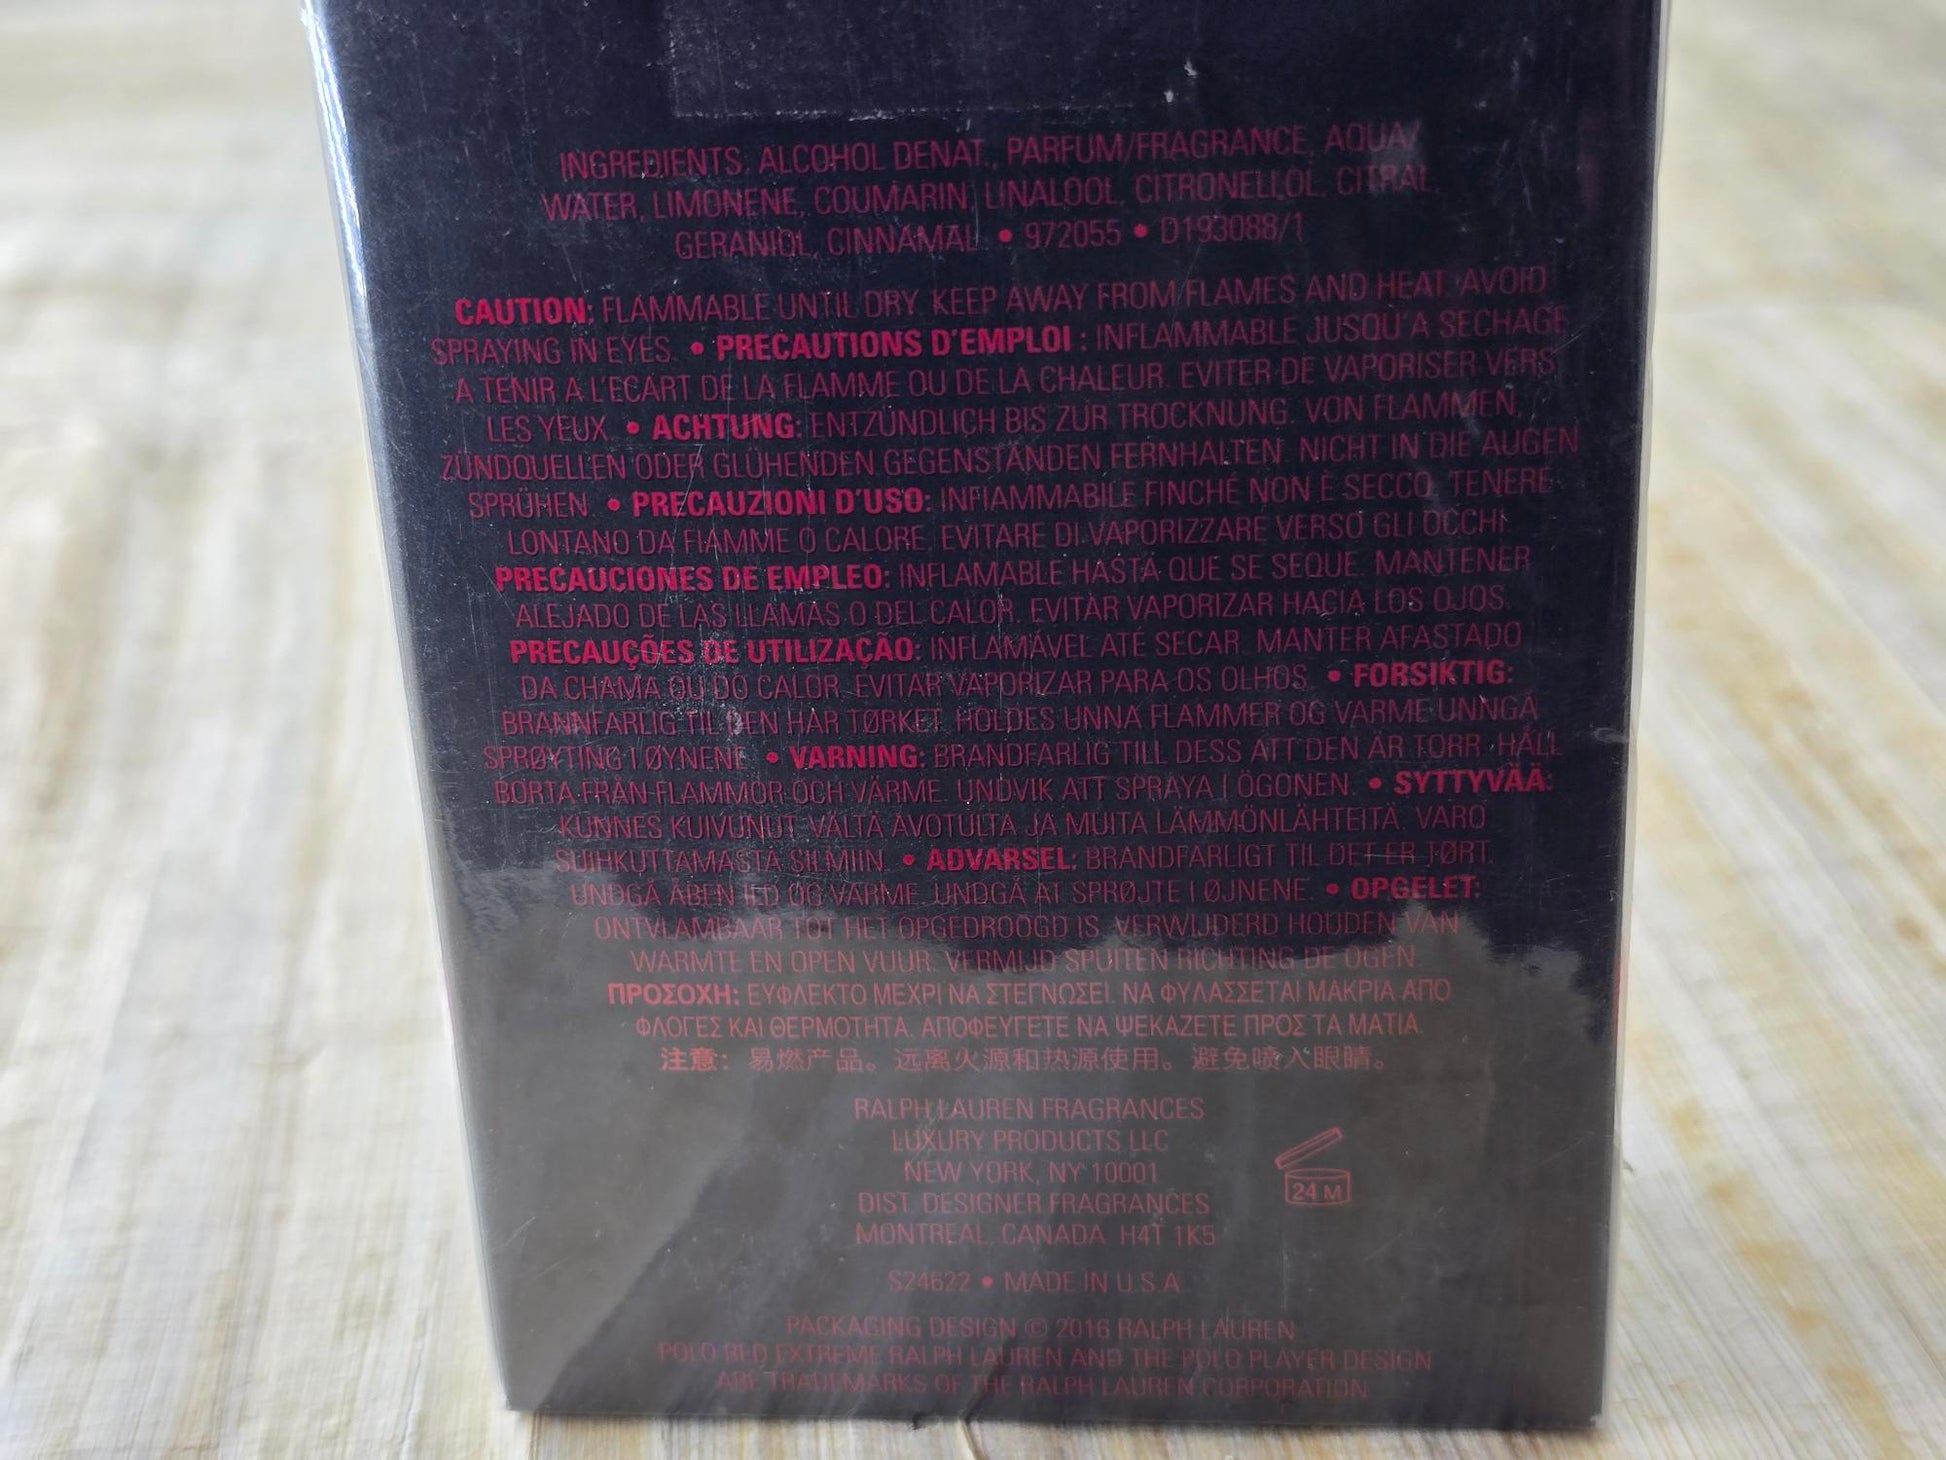 INGREDIENTS: ALCOHOL DENAT., PARFUM/FRAGRANCE, AQUA/
WATER, LIMONENE, COUMARIN, LINALOOL, CITRONELLOL, CITRAL,
GERANIOL, CINNAMAL • 972055 • D193088/1
CAUTION: FLAMMABLE UNTIL DRY. KEEP AWAY FROM FLAMES AND HEAT. AVOID
SPRAYING IN EYES. • PRECAUTIONS D'EMPLOI : INFLAMMABLE JUSQU'A SECHAGE
A TENIR A L'ECART DE LA FLAMME OU DE LA CHALEUR. EVITER DE VAPORISER VERS
LES YEUX. • ACHTUNG: ENTZÜNDLICH BIS ZUR TROCKNUNG. VON FLAMMEN,
ZÜNDQUELLEN ODER GLÜHENDEN GEGENSTÄNDEN FERNHALTEN. NICHT IN DIE AUGEN
SPRÜHEN. • PRECAUZIONI D'USO: INFIAMMABILE FINCHÉ NON È SECCO. TENERE
LONTANO DA FIAMME O CALORE. EVITARE DI VAPORIZZARE VERSO GLI OCCHI
PRECAUCIONES DE EMPLEO: INFLAMABLE HASTA QUE SE SEQUE. MANTENER
ALEJADO DE LAS LLAMAS O DEL CALOR. EVITAR VAPORIZAR HACIA LOS OJOS.
PRECAUÇÕES DE UTILIZAÇÃO: INFLAMÁVEL ATÉ SECAR. MANTER AFASTADO
DA CHAMA OU DO CALOR. EVITAR VAPORIZAR PARA OS OLHOS. • FORSIKTIG:
BRANNFARLIG TIL DEN HAR TØRKET. HOLDES UNNA FLAMMER OG VARME UNNGÅ
SPRØYTING I ØYNENE. • VARNING: BRANDFARLIG TILL DESS ATT DEN ÄR TORR. HÅLL
BORTA FRÅN FLAMMOR OCH VÄRME. UNDVIK ATT SPRAYA I ÖGONEN. • SYTTYVÄÄ:
KUNNES KUIVUNUT. VÄLTÄ AVOTULTA JA MUITA LÄMMÖNLÄHTEITÄ. VARO
SUIHKUTTAMASTA SILMIIN. • ADVARSEL: BRANDFARLIGT TIL DET ER TØRT.
UNDGÅ ÅBEN ILD OG VARME. UNDGÅ AT SPRØJTE I ØJNENE. • OPGELET:
ONTVLAMBAAR TOT HET OPGEDROOGD IS. VERWIJDERD HOUDEN VAN
WARMTE EN OPEN VUUR. VERMIJD SPUITEN RICHTING DE OGEN.
ΠΡΟΣΟΧΗ: ΕΥΦΛΕΚΤΟ ΜΕΧΡΙ ΝΑ ΣΤΕΓΝΩΣΕΙ. ΝΑ ΦΥΛΑΣΣΕΤΑΙ ΜΑΚΡΙΑ ΑΠΟ
ΦΛΟΓΕΣ ΚΑΙ ΘΕΡΜΟΤΗΤΑ. ΑΠΟΦΕΥΓΕΤΕ ΝΑ ΨΕΚΑΖΕΤΕ ΠΡΟΣ ΤΑ ΜΑΤΙΑ.
注意：易燃产品。远离火源和热源使用。避免喷入眼睛。
RALPH LAUREN FRAGRANCES
LUXURY PRODUCTS LLC
NEW YORK, NY 10001
DIST. DESIGNER FRAGRANCES
MONTREAL, CANADA H4T 1K5
24 M
S24622 • MADE IN U.S.A.
PACKAGING DESIGN © 2016 RALPH LAUREN
POLO RED EXTREME RALPH LAUREN AND THE POLO PLAYER DESIGN
ARE TRADEMARKS OF THE RALPH LAUREN CORPORATION